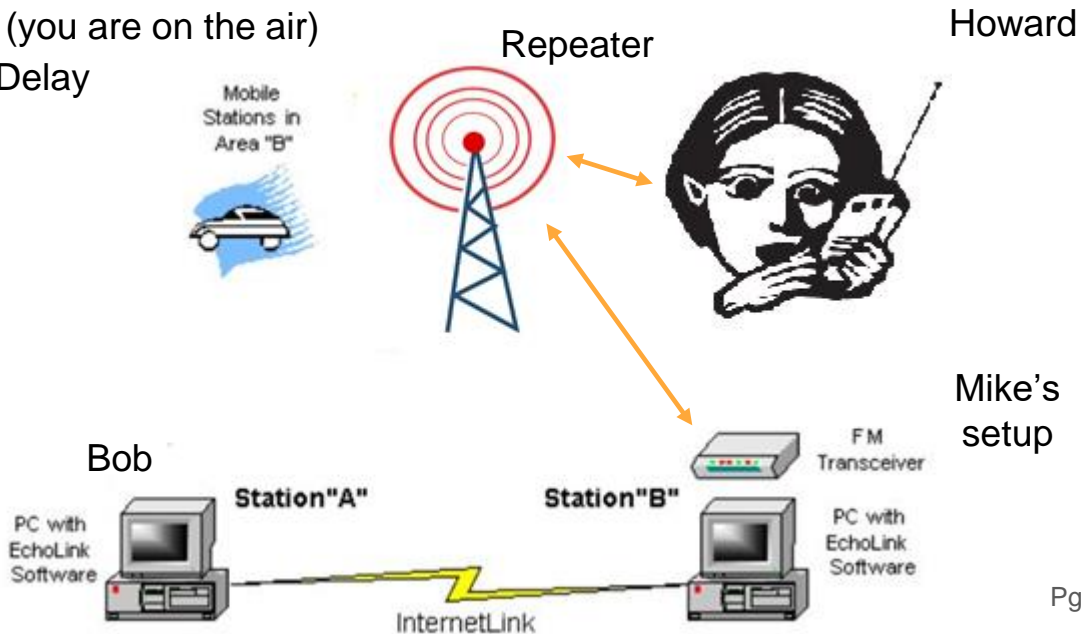 (you are on the air)
Delay
Repeater
Howard
Mobile
Stations in
Area "B"
Mike’s
setup
FM
Transceiver
Bob
Station"A"
Station"B"
PC with
EchoLink
Software
PC with
EchoLink
Software
InternetLink
Pg